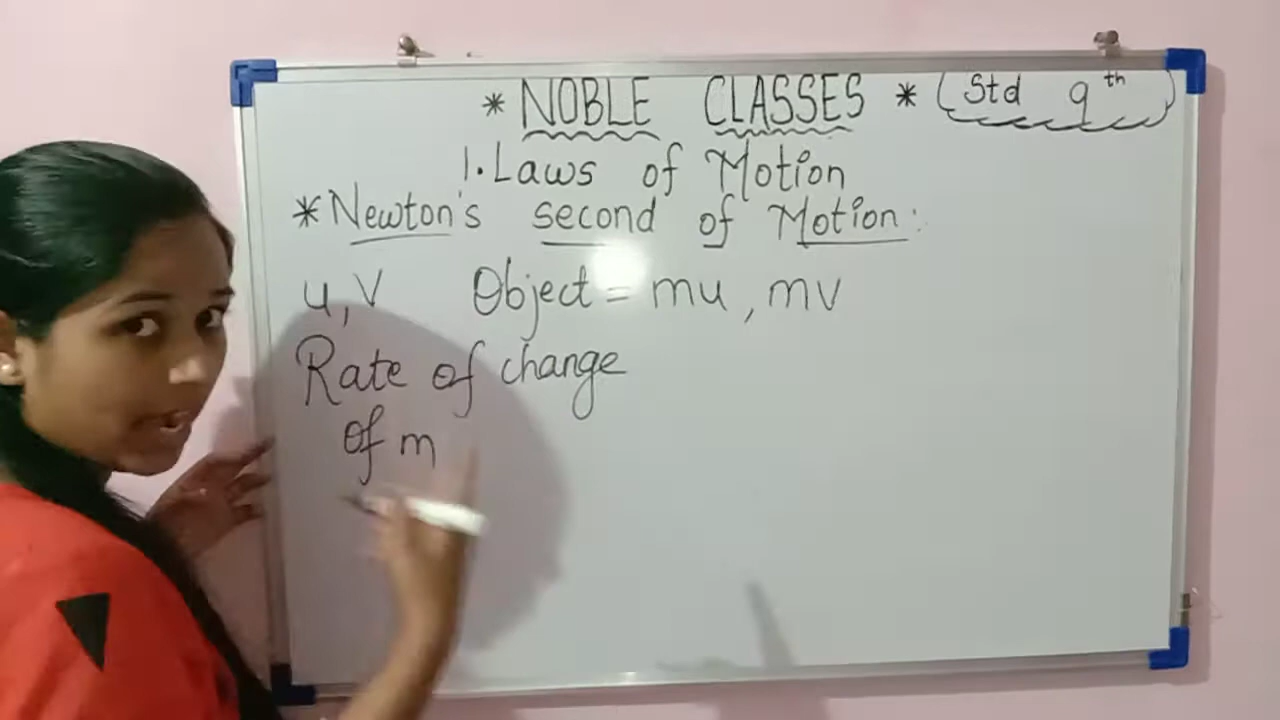 * NOBLE CLASSES * (Std 9th)
1. Laws of Motion
*Newton's second of Motion:
u, v Object = mu, mv
Rate of change
of m